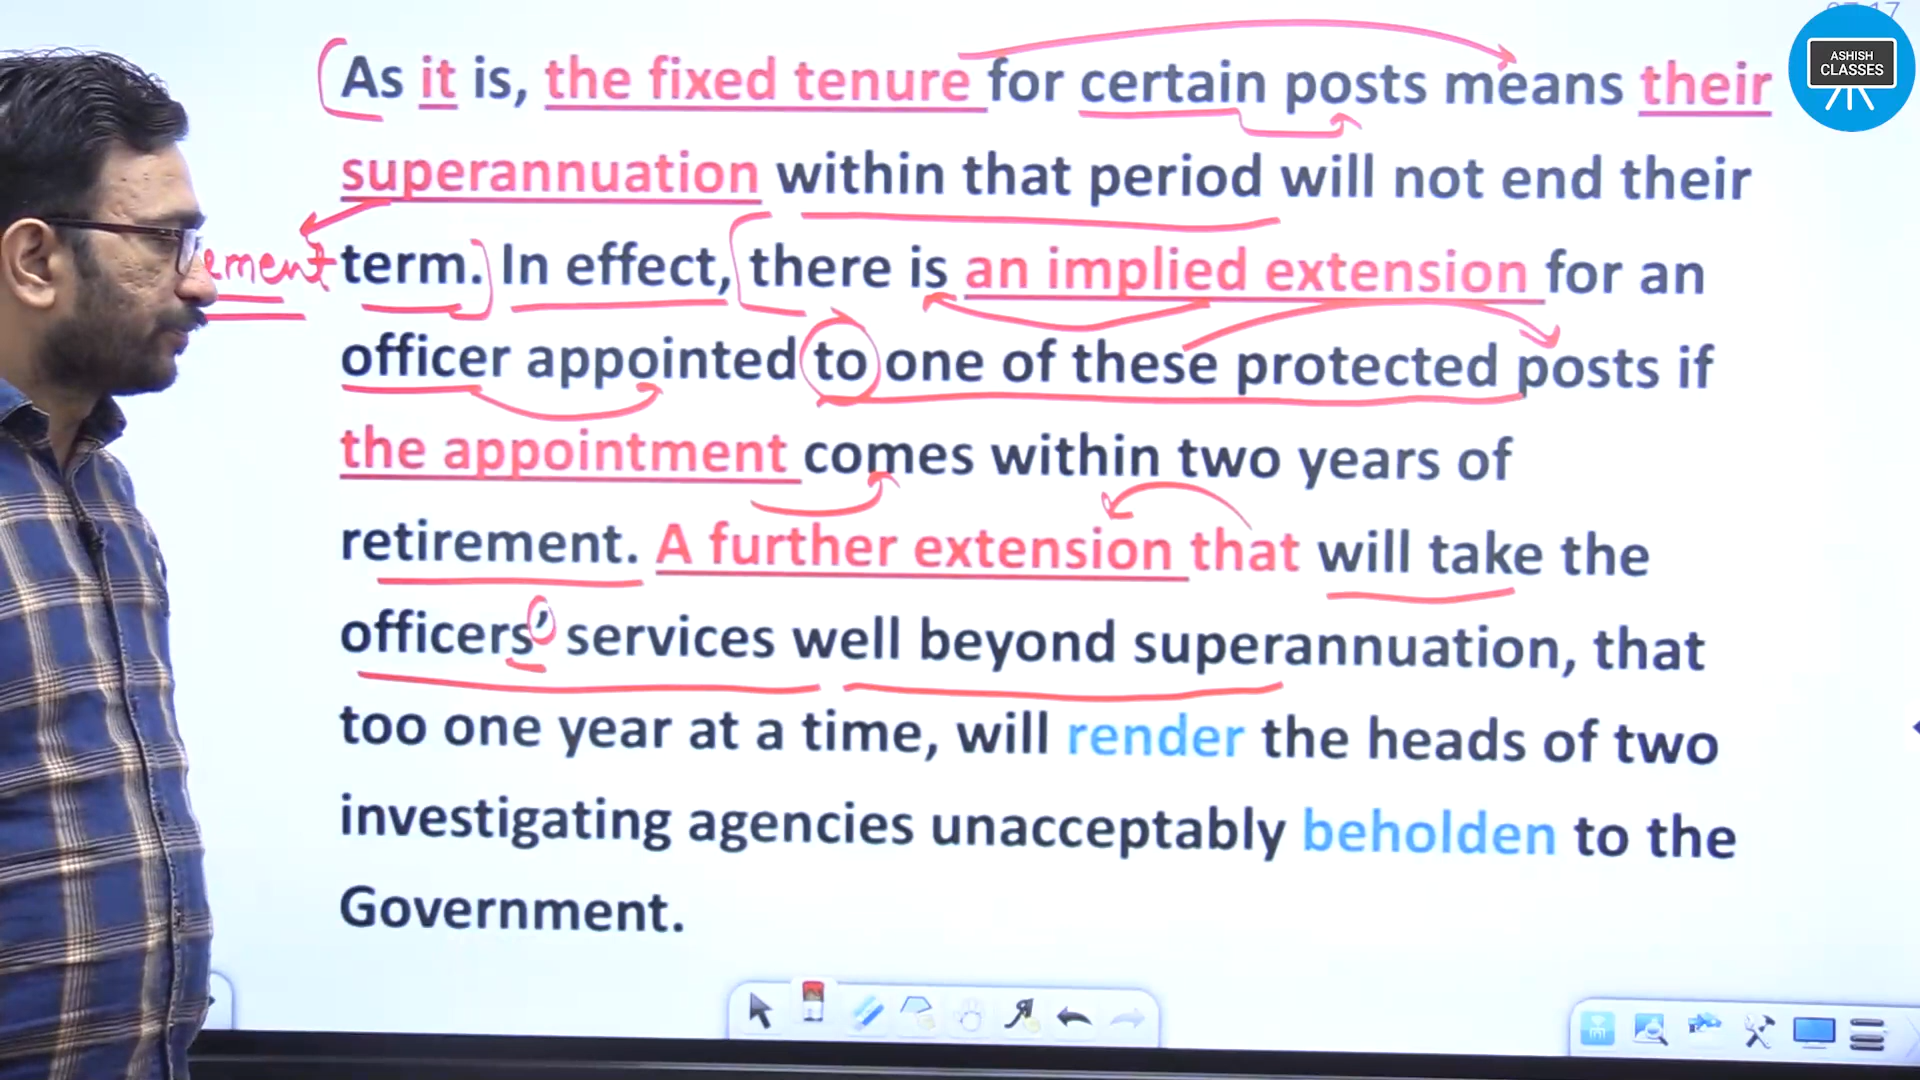 07:17
ASHISH
CLASSES
As it is, the fixed tenure for certain posts means their
superannuation within that period will not end their
ement term. In effect, there is an implied extension for an
officer appointed to one of these protected posts if
the appointment comes within two years of
retirement. A further extension that will take the
officers’ services well beyond superannuation, that
too one year at a time, will render the heads of two
investigating agencies unacceptably beholden to the
Government.